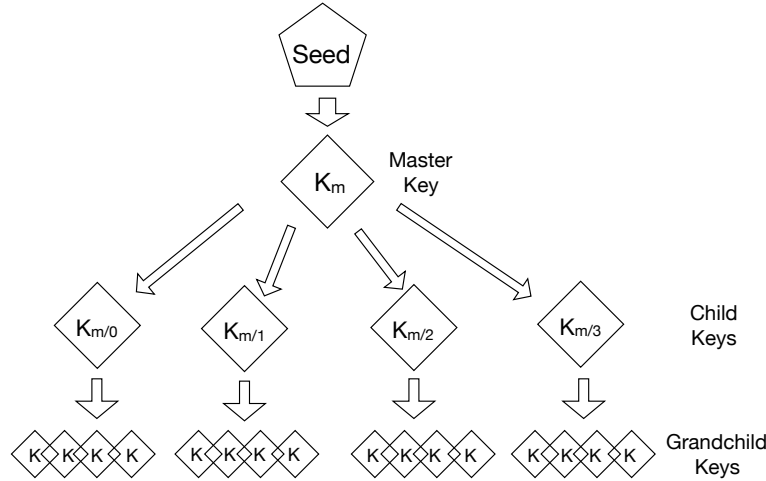 Seed
Master
Key
Km
Child
Keys
Km/0
Km/1
Km/2
Km/3
Grandchild
Keys
K K K K
K K K K
K K K K
K K K K